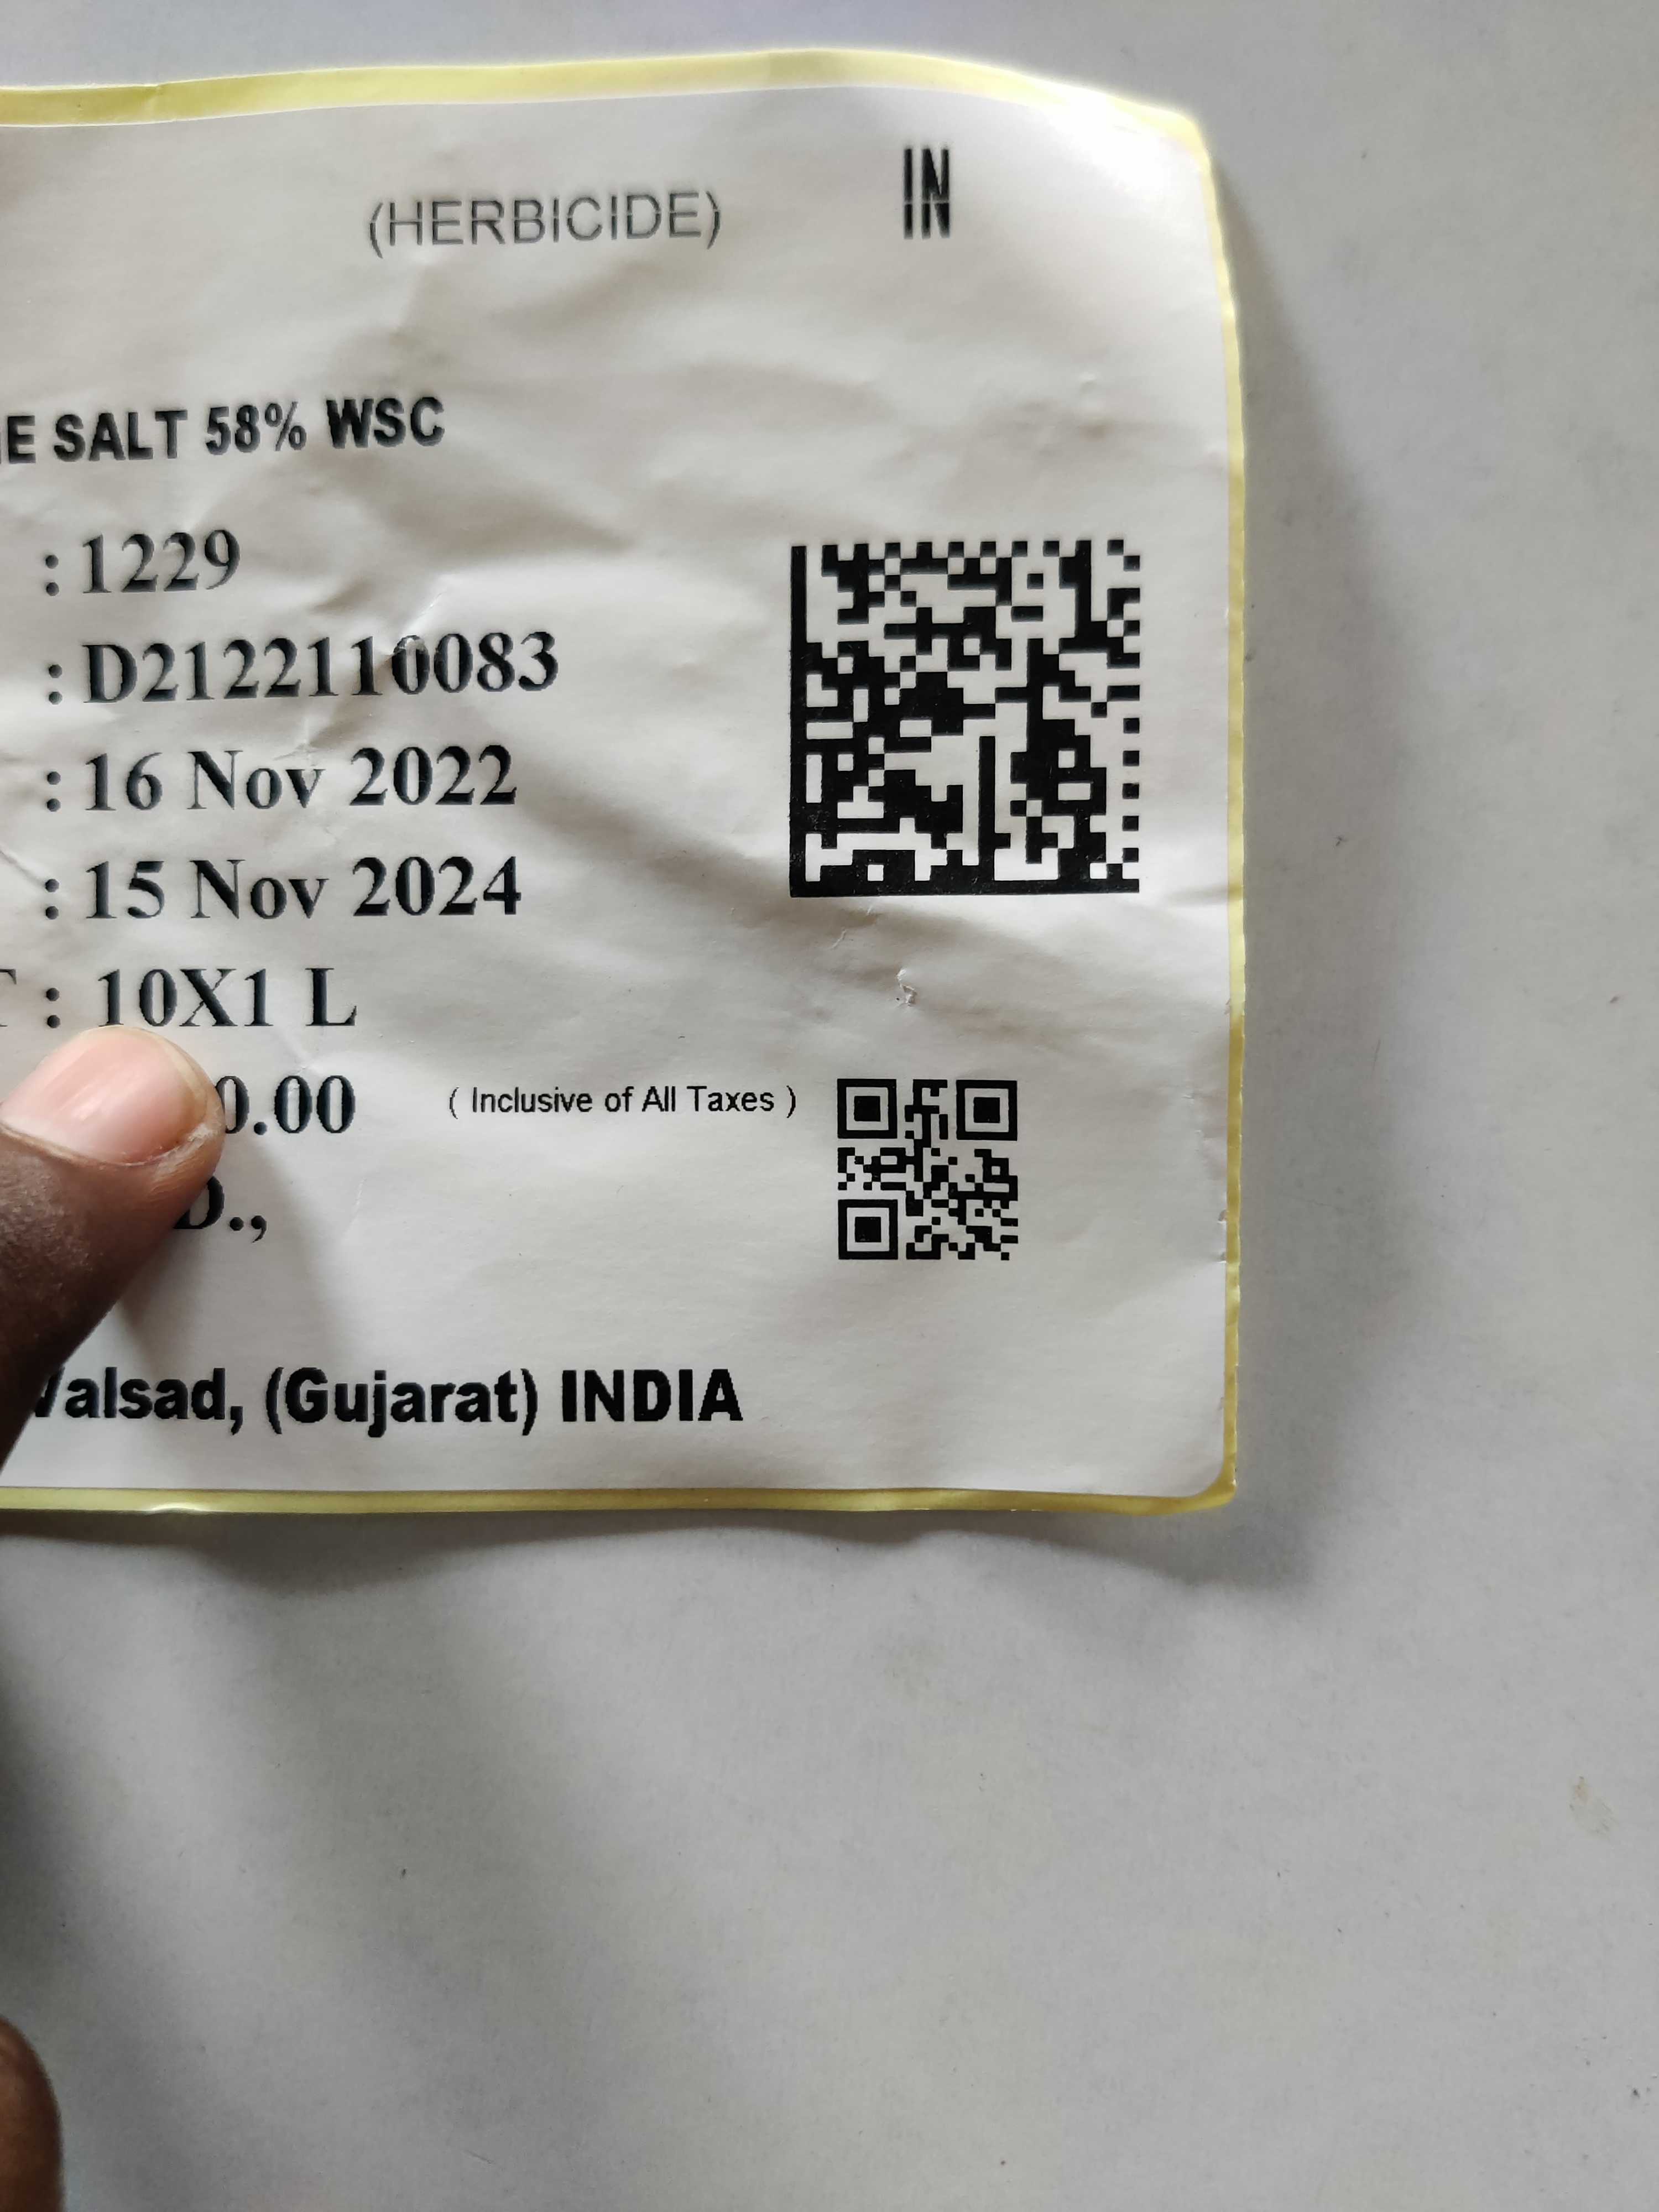 (HERBICIDE)
IN
E SALT 58% WSC
: 1229
: D2122110083
: 16 Nov 2022
: 15 Nov 2024
: 10X1 L
0.00 ( Inclusive of All Taxes )
D.,
Valsad, (Gujarat) INDIA